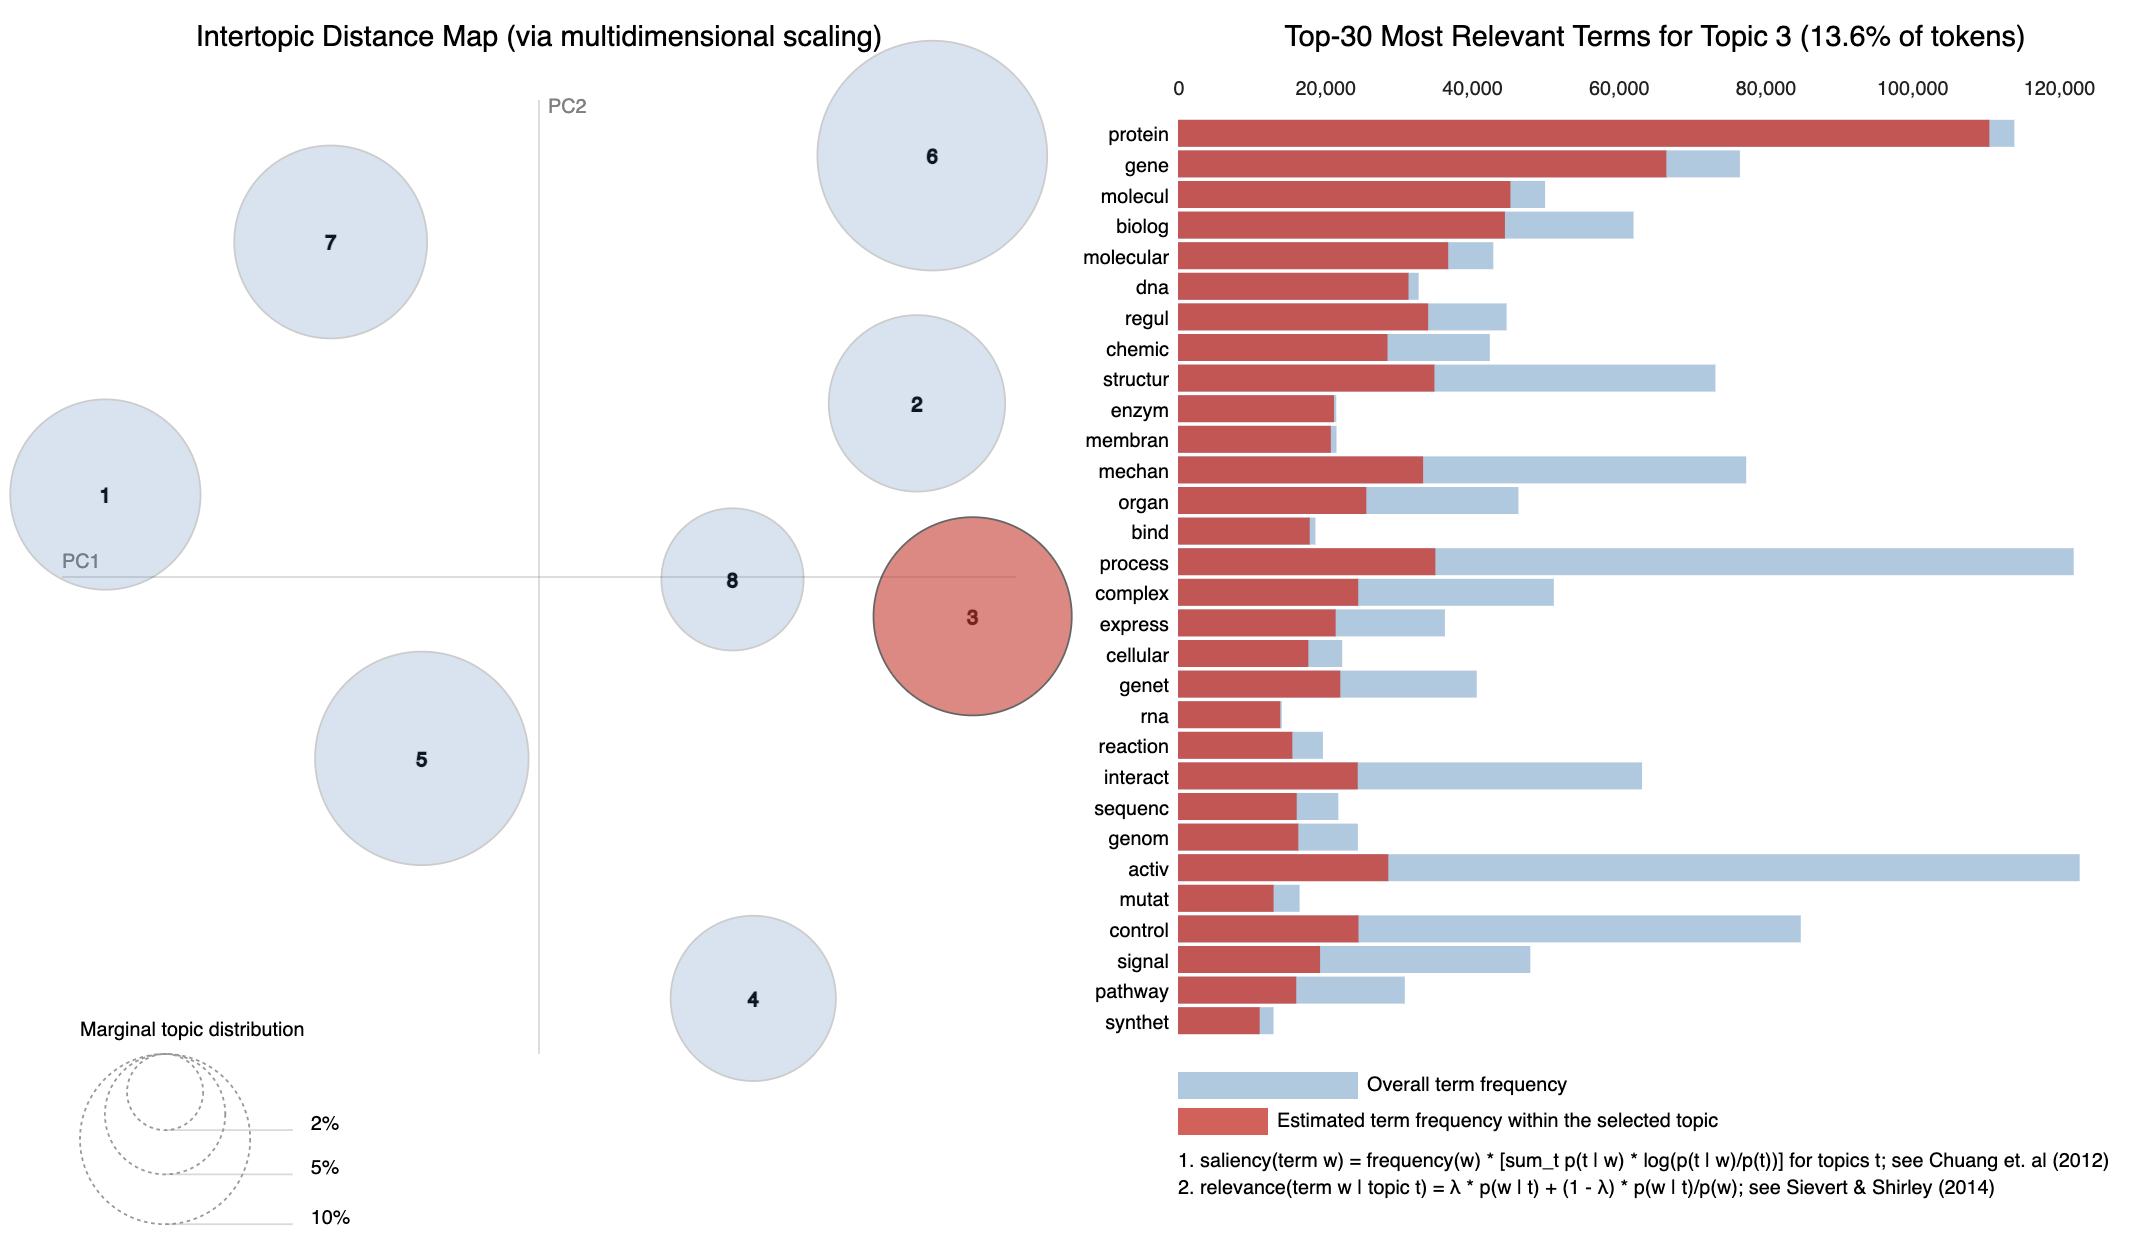 Intertopic Distance Map (via multidimensional scaling)
PC2
PC1
6
7
2
1
8
3
5
4
Marginal topic distribution
2%
5%
10%
Top-30 Most Relevant Terms for Topic 3 (13.6% of tokens)
0 20,000 40,000 60,000 80,000 100,000 120,000
protein
gene
molecul
biolog
molecular
dna
regul
chemic
structur
enzym
membran
mechan
organ
bind
process
complex
express
cellular
genet
rna
reaction
interact
sequenc
genom
activ
mutat
control
signal
pathway
synthet
Overall term frequency
Estimated term frequency within the selected topic
1. saliency(term w) = frequency(w) * [sum_t p(t | w) * log(p(t | w)/p(t))] for topics t; see Chuang et. al (2012)
2. relevance(term w | topic t) = λ * p(w | t) + (1 - λ) * p(w | t)/p(w); see Sievert & Shirley (2014)